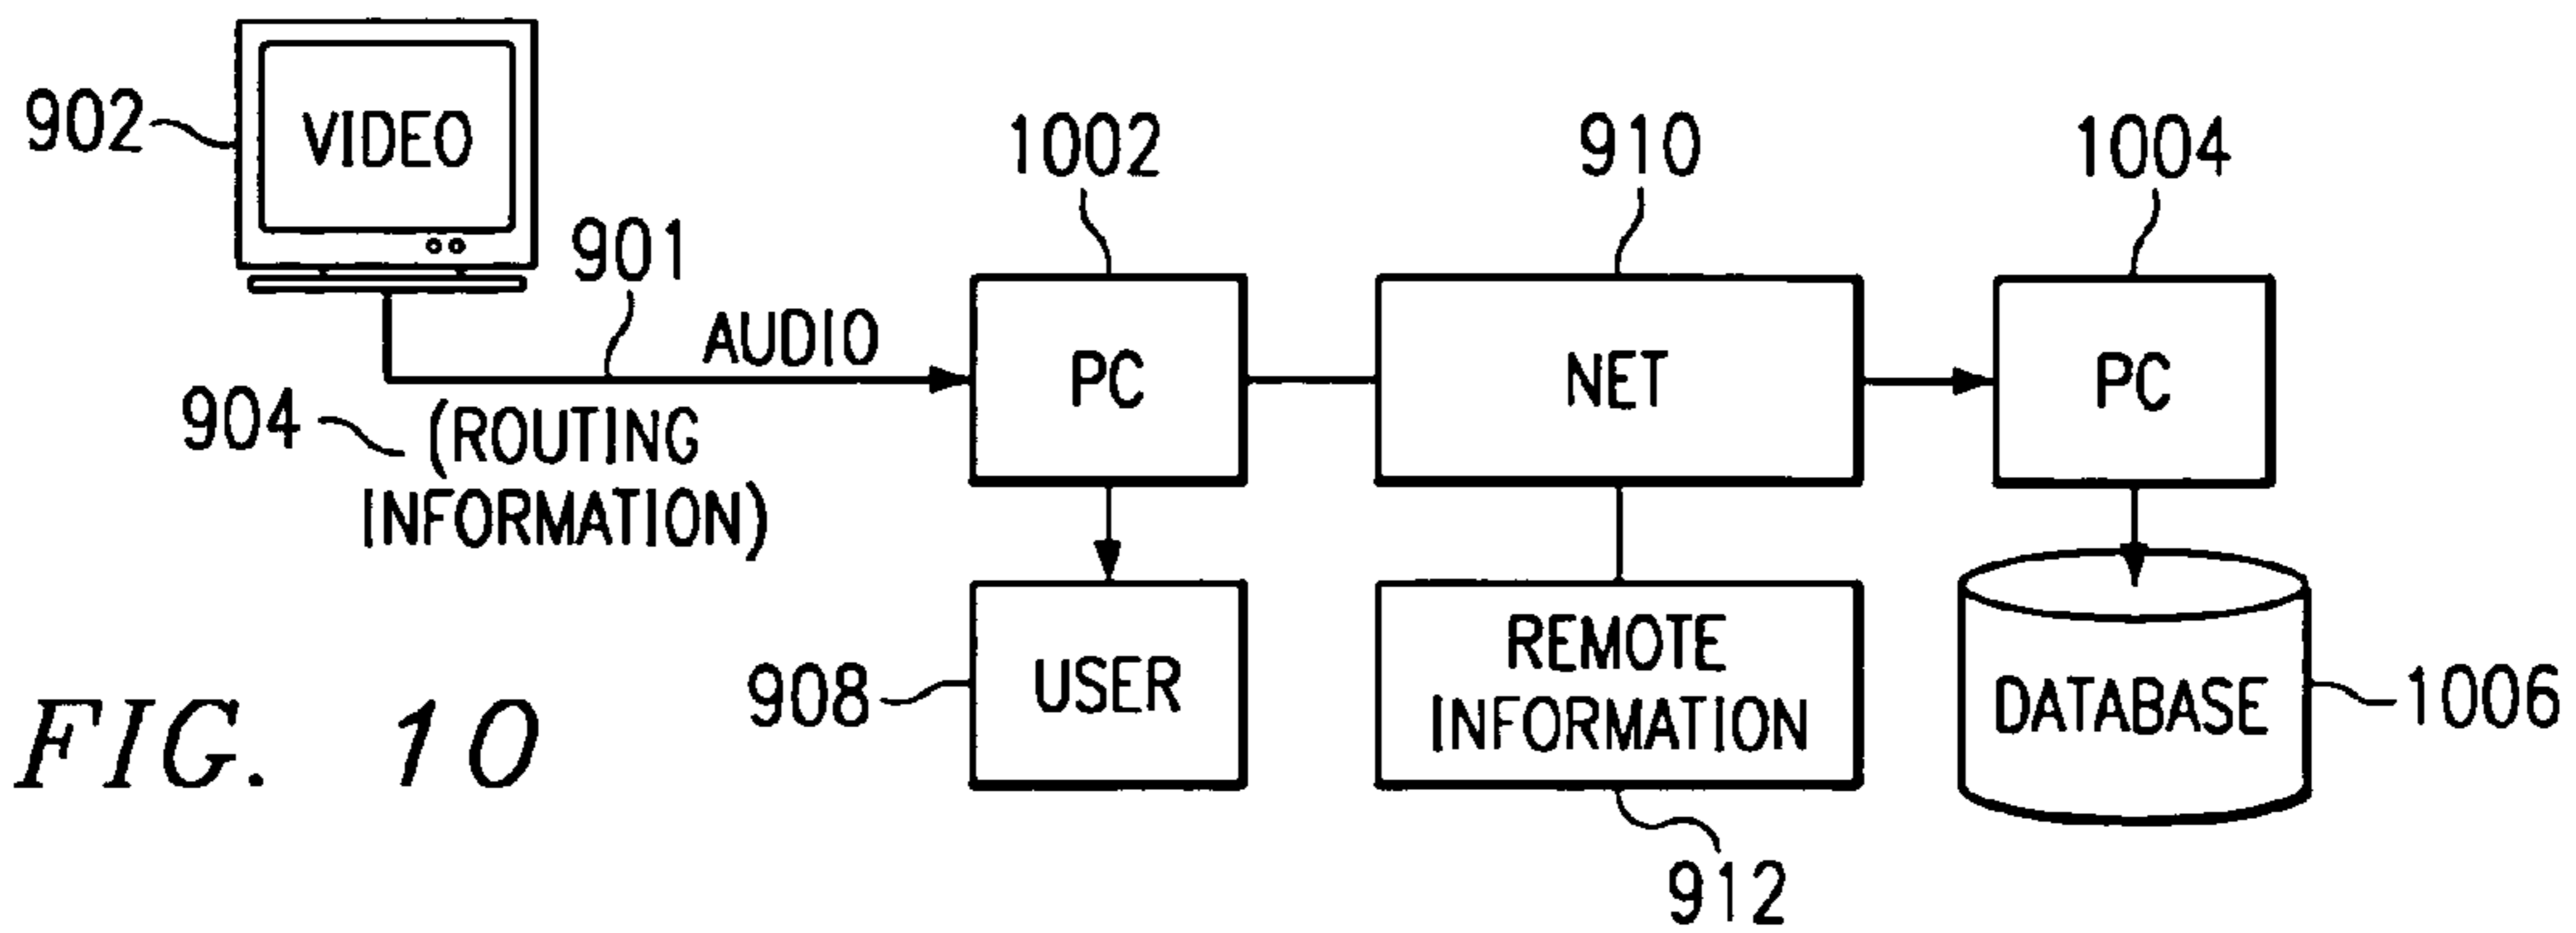 902
VIDEO
901
AUDIO
904
(ROUTING
INFORMATION)
1002
PC
910
NET
1004
PC
908
USER
REMOTE
INFORMATION
912
DATABASE
1006
FIG. 10